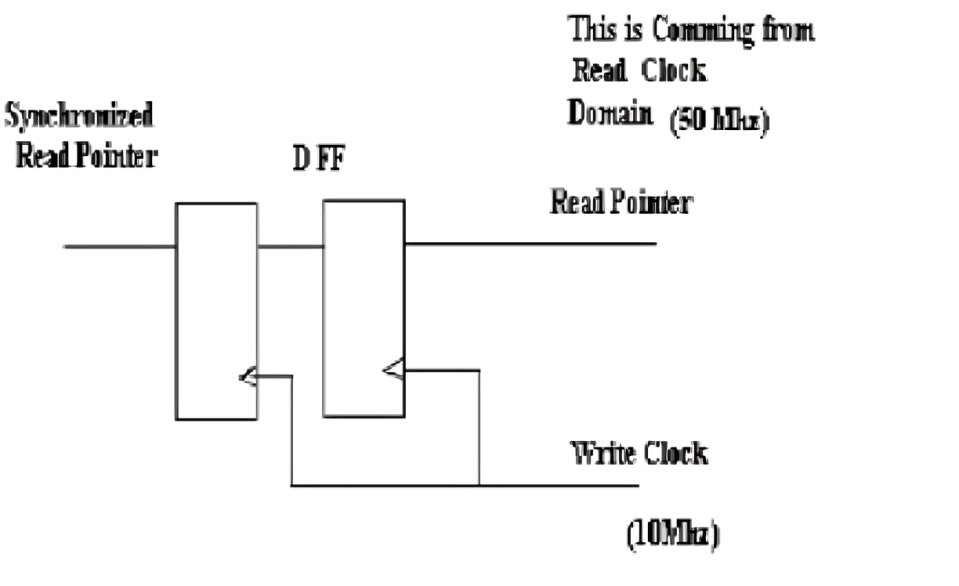 This is Comming from
Read Clock
Domain (50 Mhz)
Synchronized
Read Pointer
D FF
Read Pointer
Write Clock
(10Mhz)